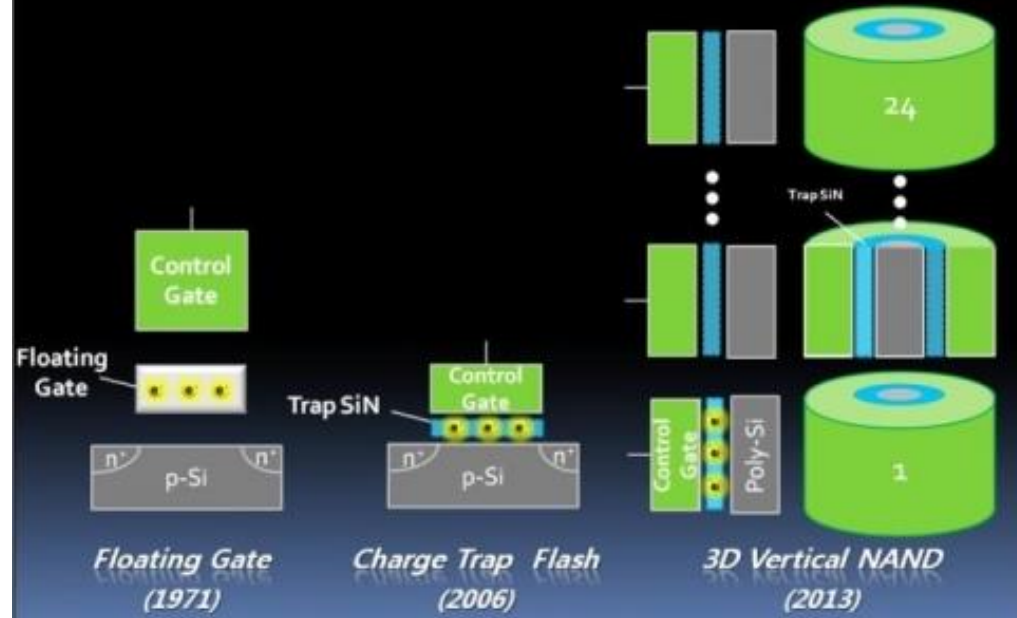 Control
Gate
Floating
Gate
e⁻ e⁻ e⁻
n⁺ n⁺
p-Si
Floating Gate
(1971)
Control
Gate
Trap SiN
e⁻ e⁻ e⁻
n⁺ n⁺
p-Si
Charge Trap Flash
(2006)
24
Trap SiN
Control
Gate
e⁻
e⁻
e⁻
Poly-Si
1
3D Vertical NAND
(2013)